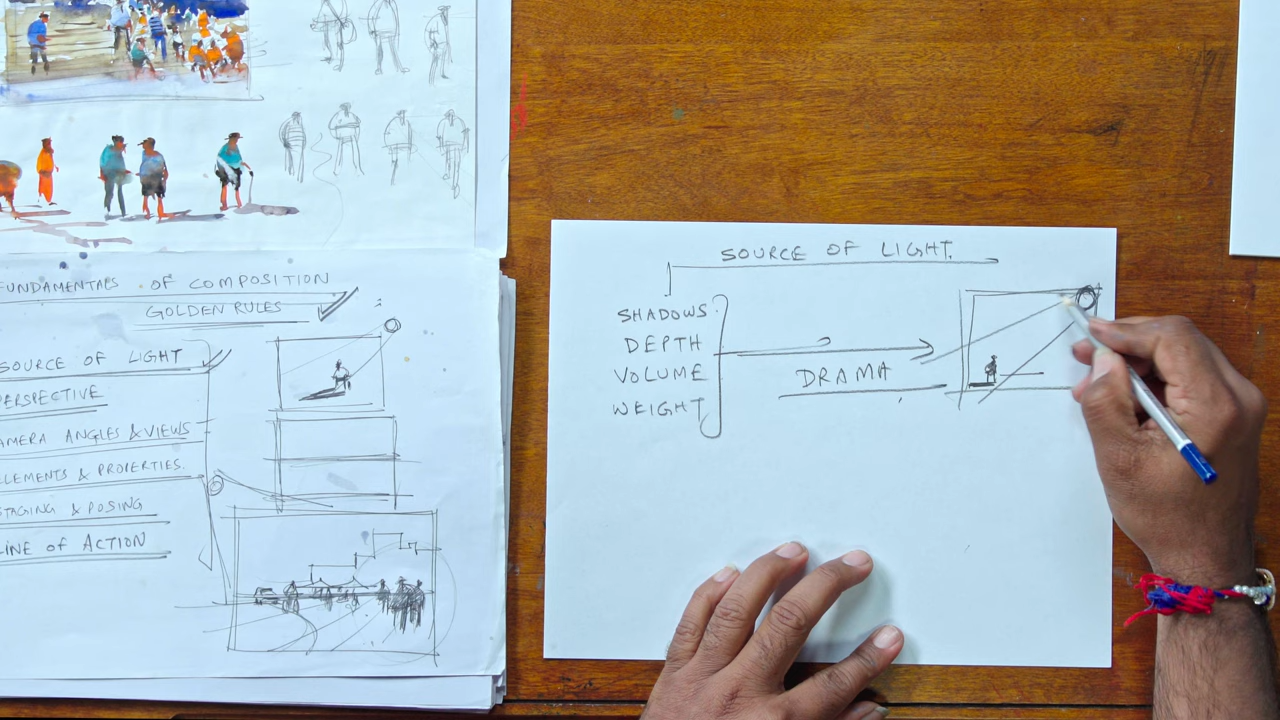 FUNDAMENTALS OF COMPOSITION
GOLDEN RULES
SOURCE OF LIGHT
PERSPECTIVE
CAMERA ANGLES & VIEWS
ELEMENTS & PROPERTIES.
STAGING & POSING
LINE OF ACTION
SOURCE OF LIGHT.
SHADOWS
DEPTH
VOLUME
WEIGHT
DRAMA